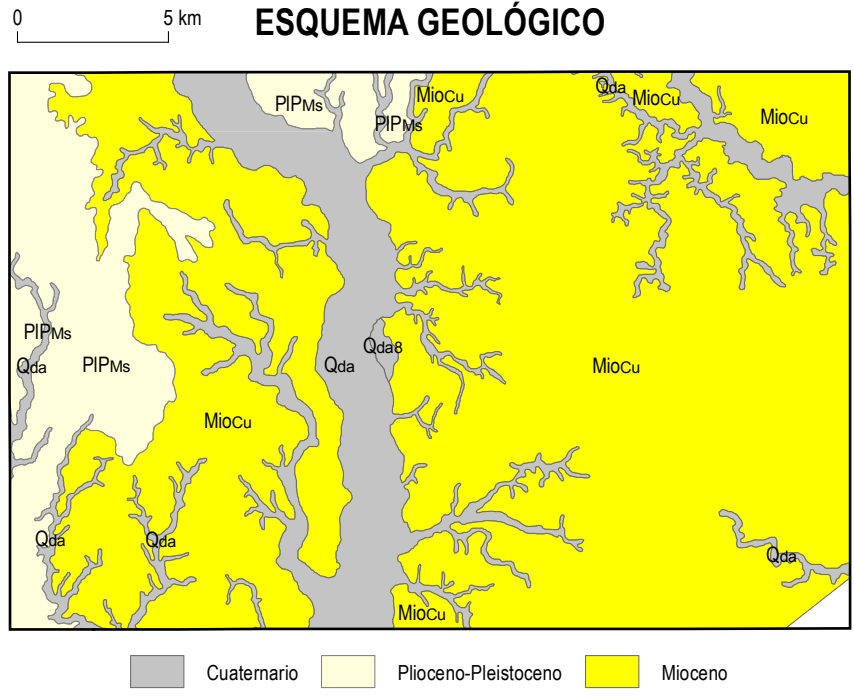 0 5 km
ESQUEMA GEOLÓGICO
PlPMs
MioCu
Qda
MioCu
MioCu
PlPMs
PlPMs
Qda
PlPMs
Qda
Qda8
MioCu
MioCu
Qda
Qda
Qda
MioCu
Cuaternario Plioceno-Pleistoceno Mioceno